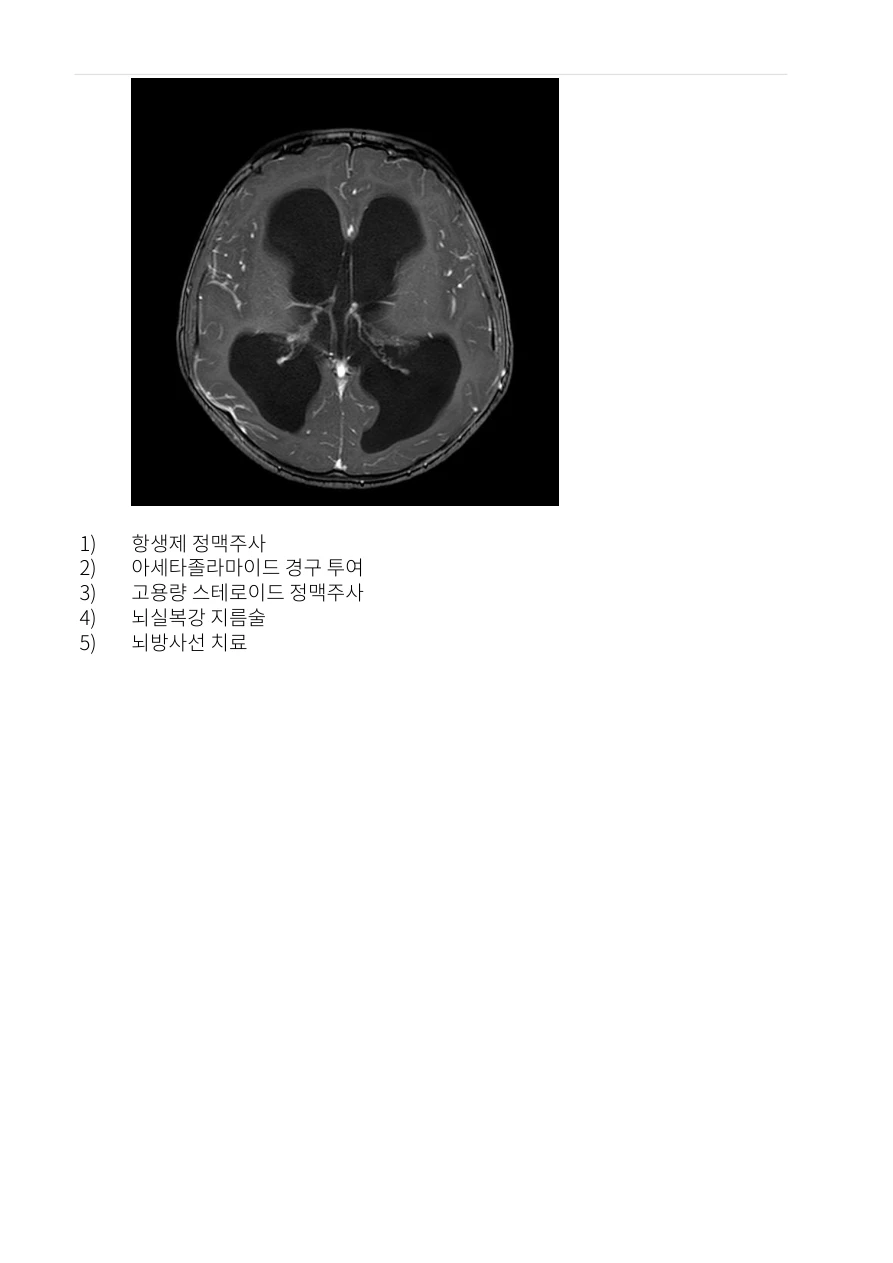 1) 항생제 정맥주사
2) 아세타졸라마이드 경구 투여
3) 고용량 스테로이드 정맥주사
4) 뇌실복강 지름술
5) 뇌방사선 치료